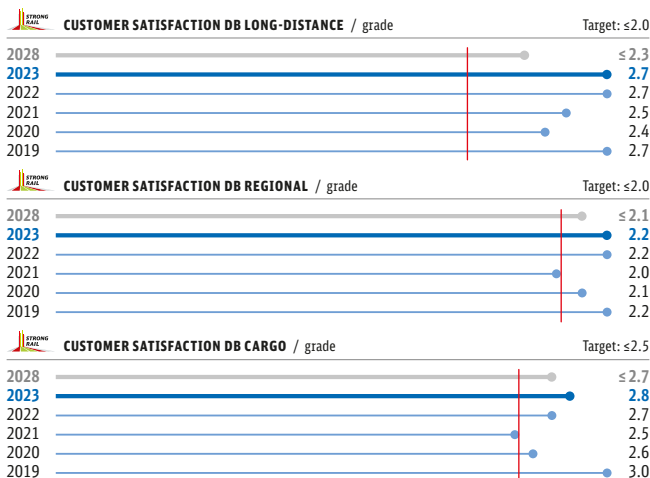 STRONG RAIL CUSTOMER SATISFACTION DB LONG-DISTANCE / grade Target: ≤2.0
2028 ≤ 2.3
2023 2.7
2022 2.7
2021 2.5
2020 2.4
2019 2.7
STRONG RAIL CUSTOMER SATISFACTION DB REGIONAL / grade Target: ≤2.0
2028 ≤ 2.1
2023 2.2
2022 2.2
2021 2.0
2020 2.1
2019 2.2
STRONG RAIL CUSTOMER SATISFACTION DB CARGO / grade Target: ≤2.5
2028 ≤ 2.7
2023 2.8
2022 2.7
2021 2.5
2020 2.6
2019 3.0